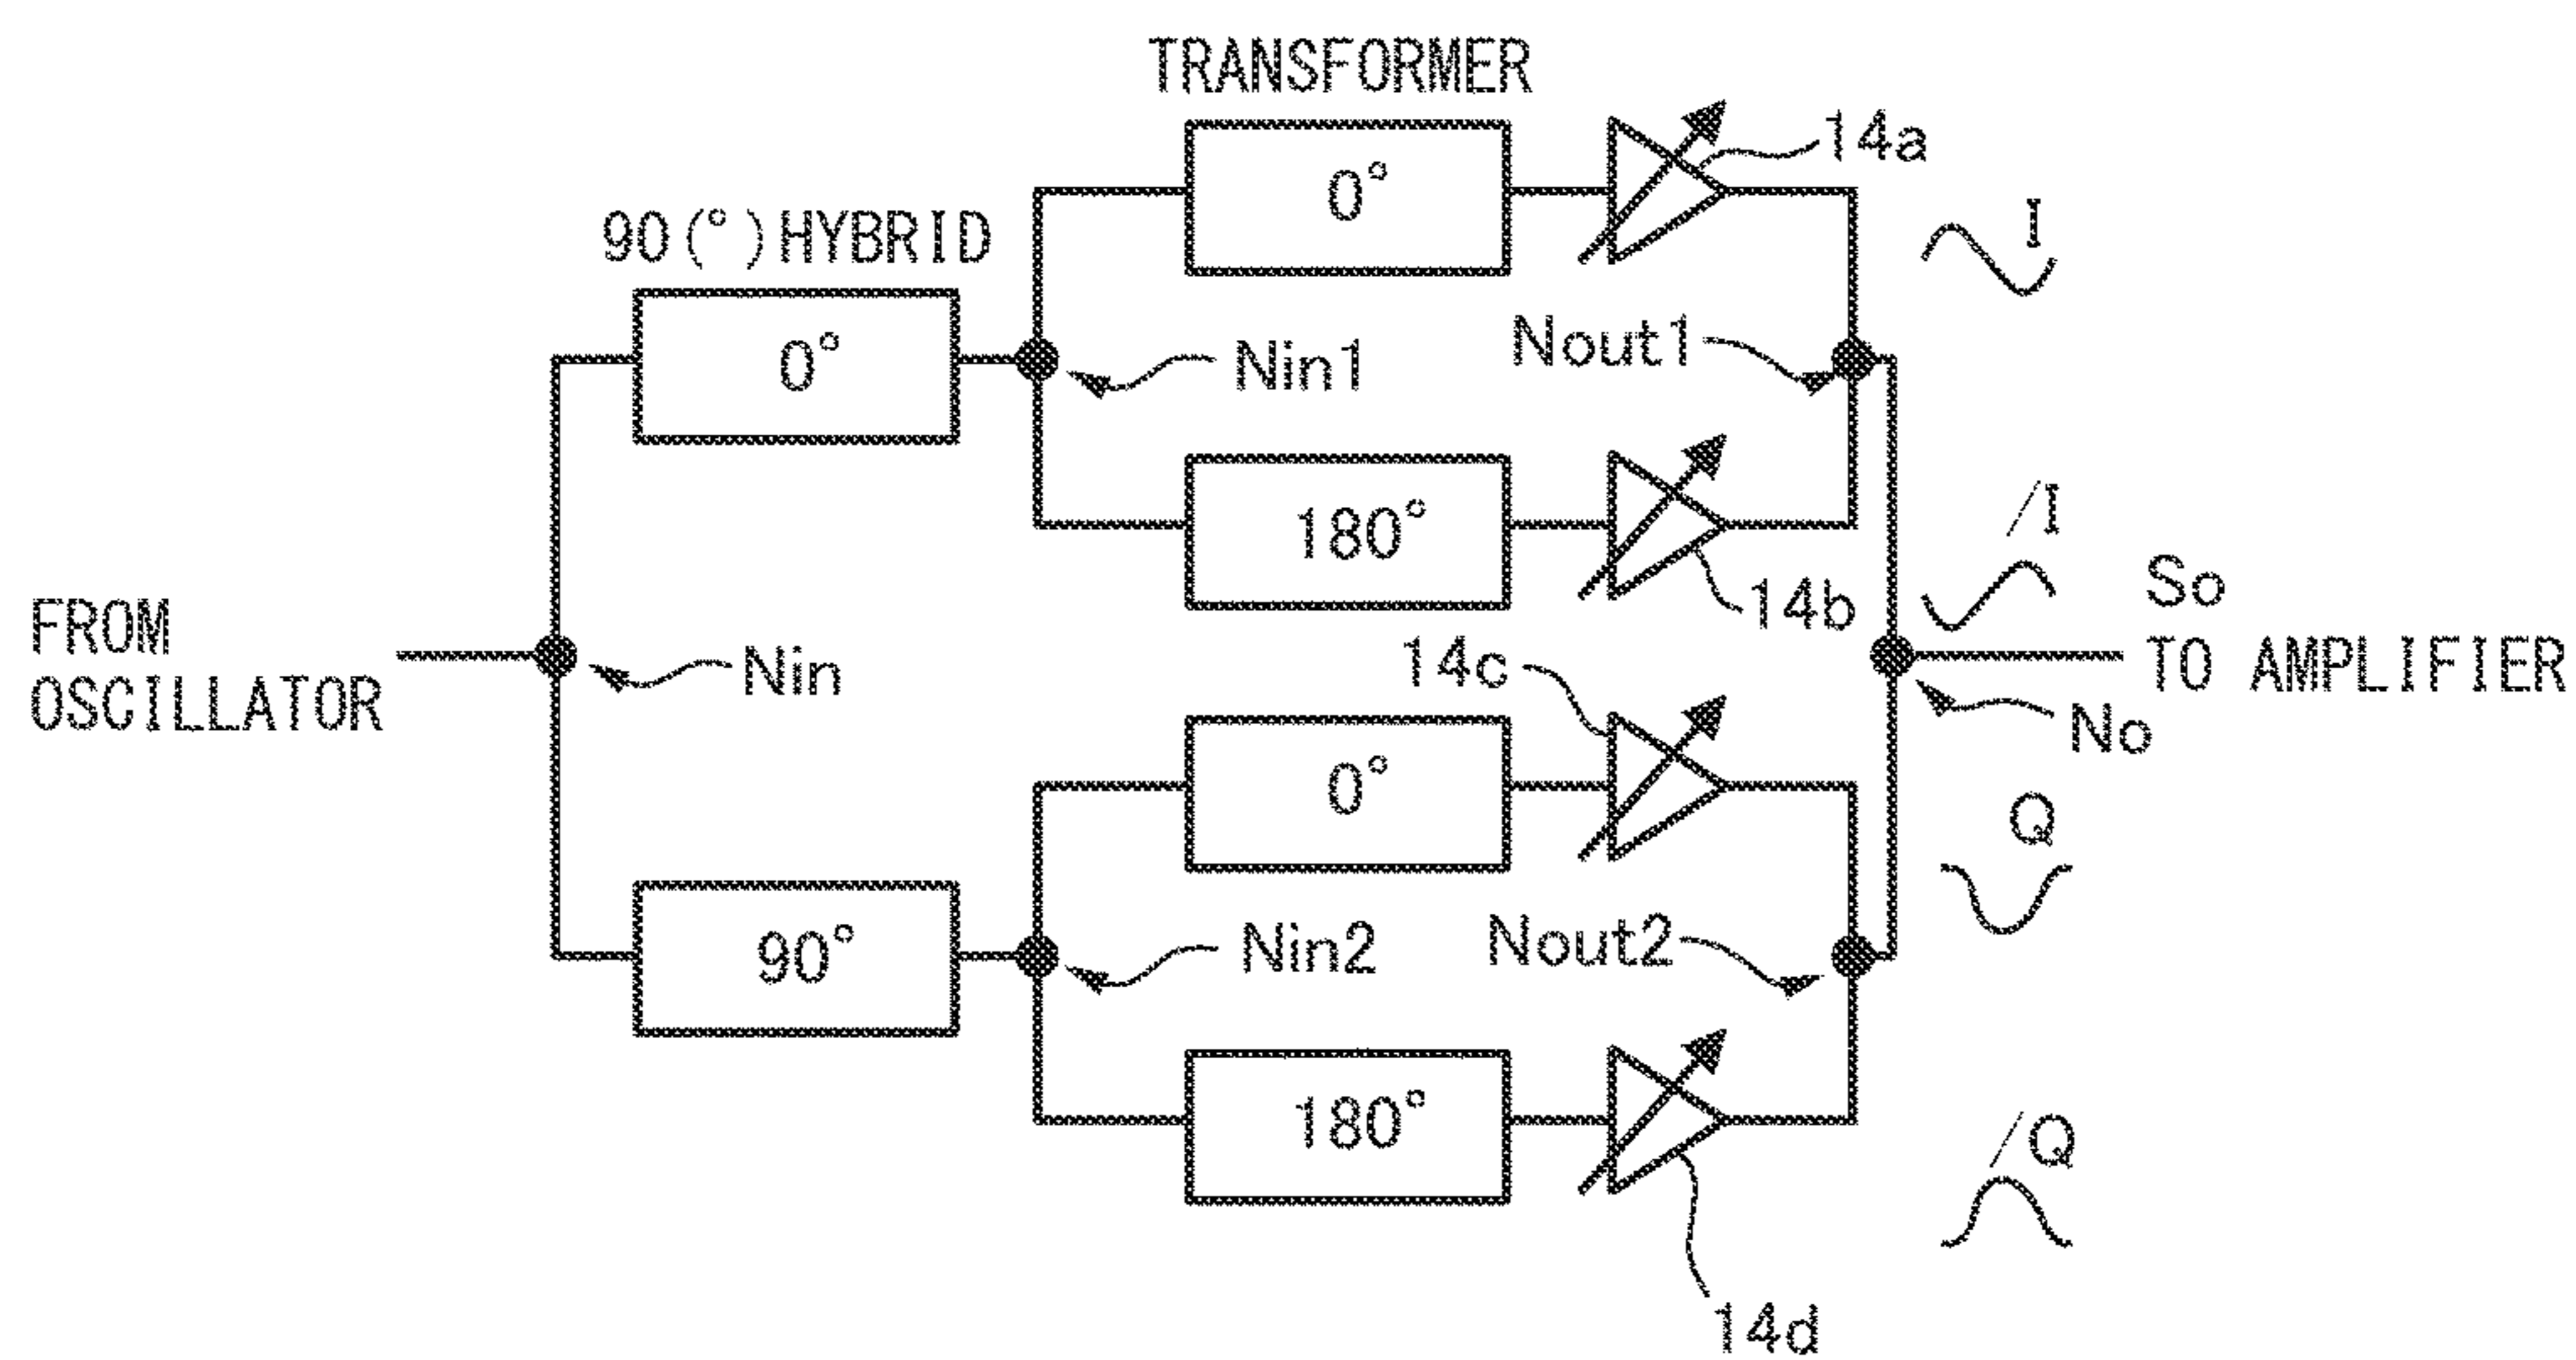 TRANSFORMER
0°
14a
I
90(°)HYBRID
0°
Nin1
Nout1
180°
14b
/I
FROM
OSCILLATOR
Nin
14c
So
TO AMPLIFIER
No
0°
Q
90°
Nin2
Nout2
180°
/Q
14d